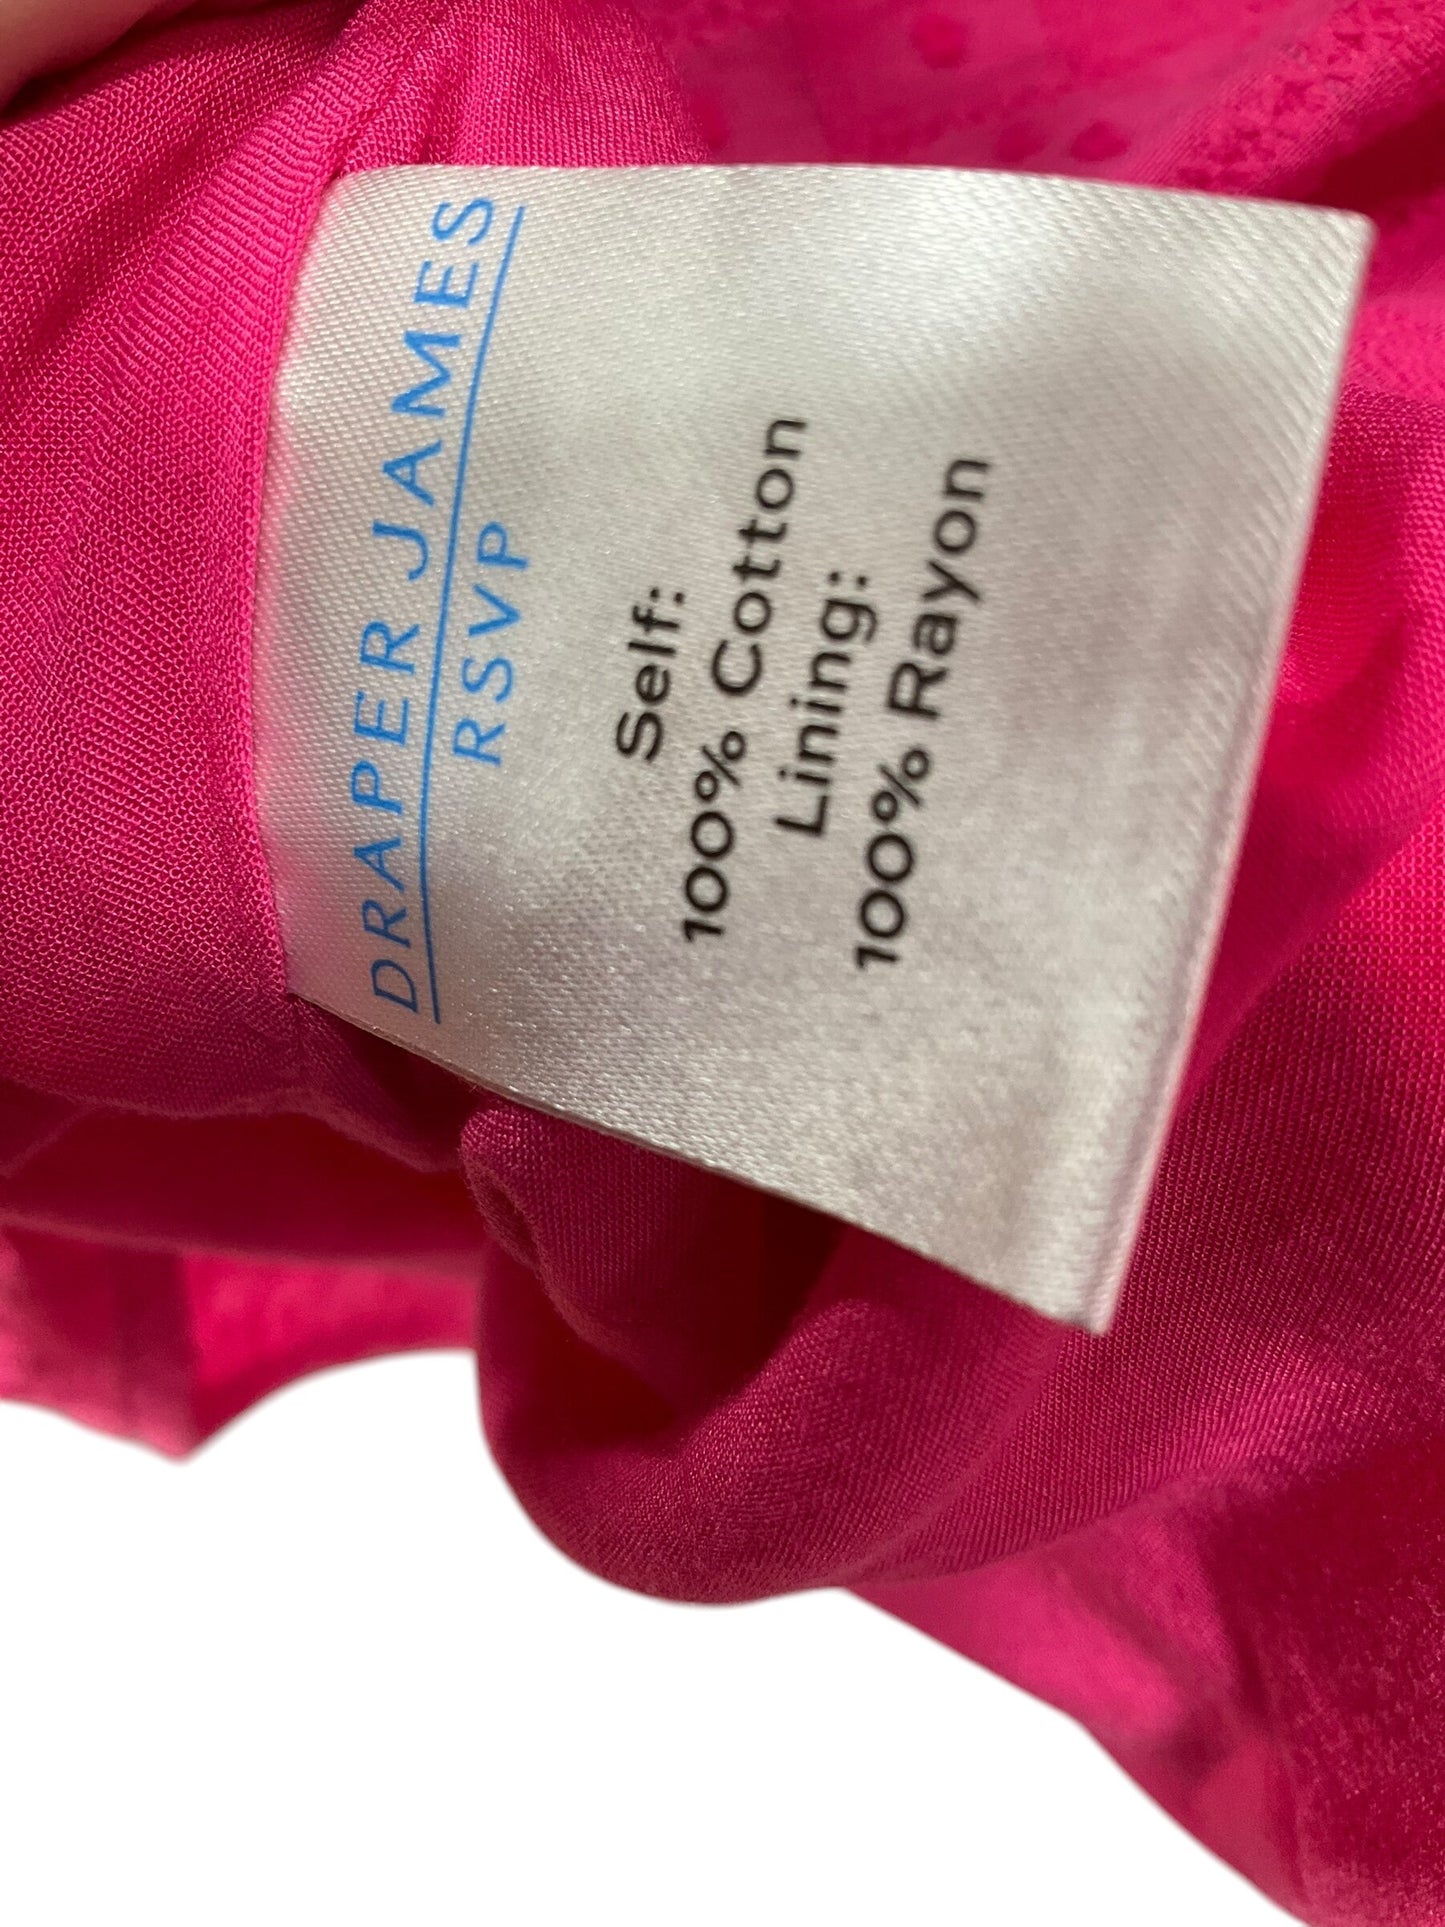 DRAPER JAMES
RSVP
Self:
100% Cotton
Lining:
100% Rayon